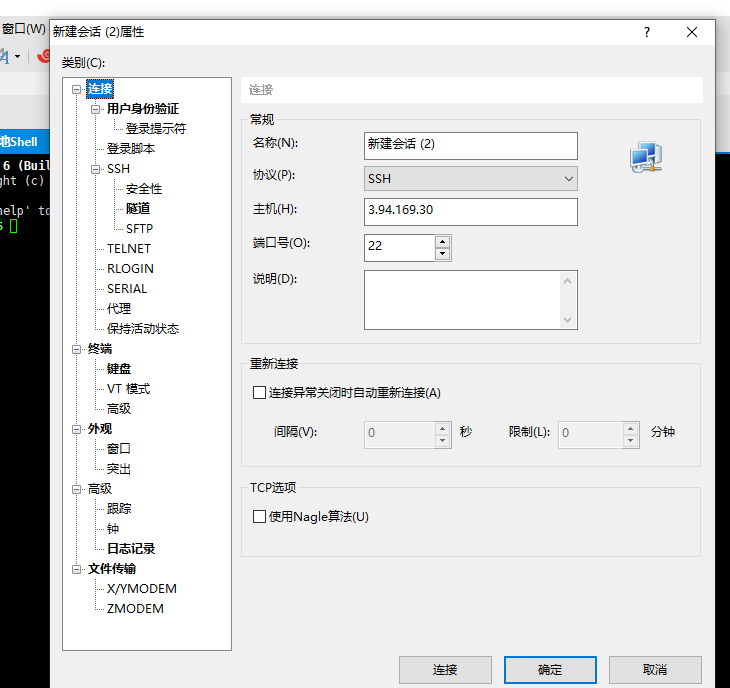 窗口(W)
新建会话 (2)属性
类别(C):
连接
用户身份验证
登录提示符
登录脚本
SSH
安全性
隧道
SFTP
TELNET
RLOGIN
SERIAL
代理
保持活动状态
终端
键盘
VT 模式
高级
外观
窗口
突出
高级
跟踪
钟
日志记录
文件传输
X/YMODEM
ZMODEM
连接
常规
名称(N):
新建会话 (2)
协议(P):
SSH
主机(H):
3.94.169.30
端口号(O):
22
说明(D):
重新连接
连接异常关闭时自动重新连接(A)
间隔(V):
0
秒
限制(L):
0
分钟
TCP选项
使用Nagle算法(U)
连接
确定
取消
地Shell
6 (Buil
ght (c)
help' to